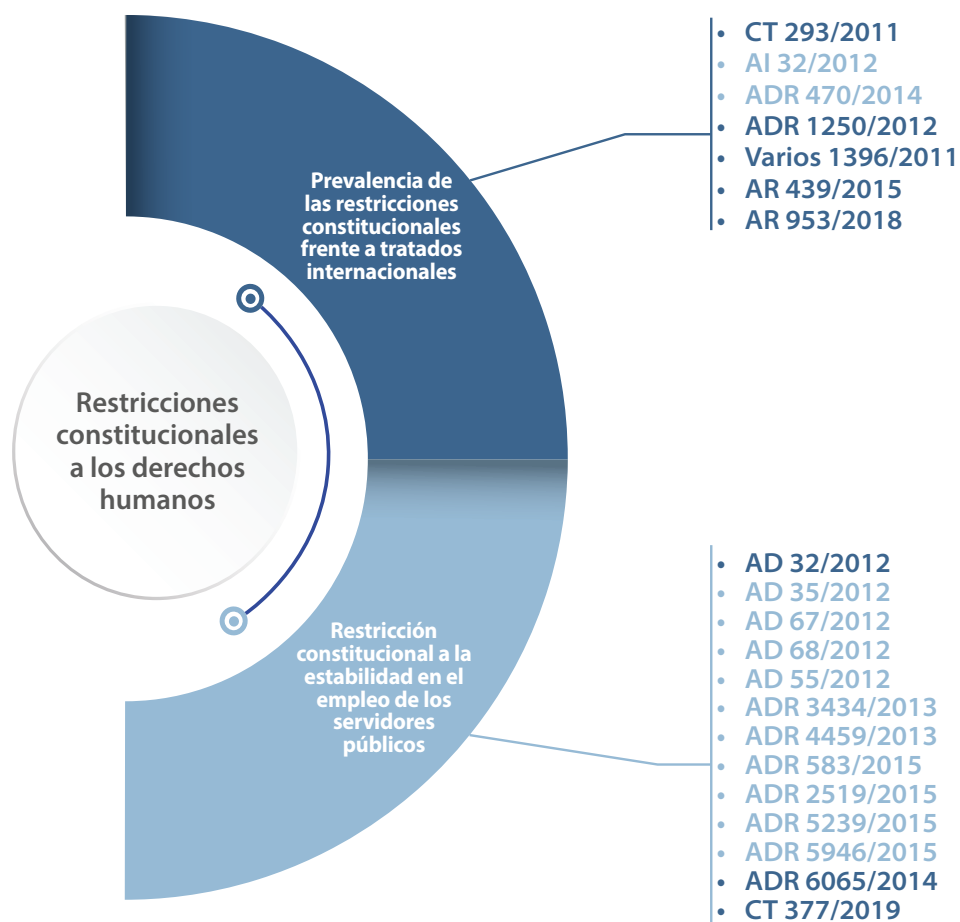 Restricciones
constitucionales
a los derechos
humanos
Prevalencia de
las restricciones
constitucionales
frente a tratados
internacionales
• CT 293/2011
• AI 32/2012
• ADR 470/2014
• ADR 1250/2012
• Varios 1396/2011
• AR 439/2015
• AR 953/2018
Restricción
constitucional a la
estabilidad en el
empleo de los
servidores
públicos
• AD 32/2012
• AD 35/2012
• AD 67/2012
• AD 68/2012
• AD 55/2012
• ADR 3434/2013
• ADR 4459/2013
• ADR 583/2015
• ADR 2519/2015
• ADR 5239/2015
• ADR 5946/2015
• ADR 6065/2014
• CT 377/2019